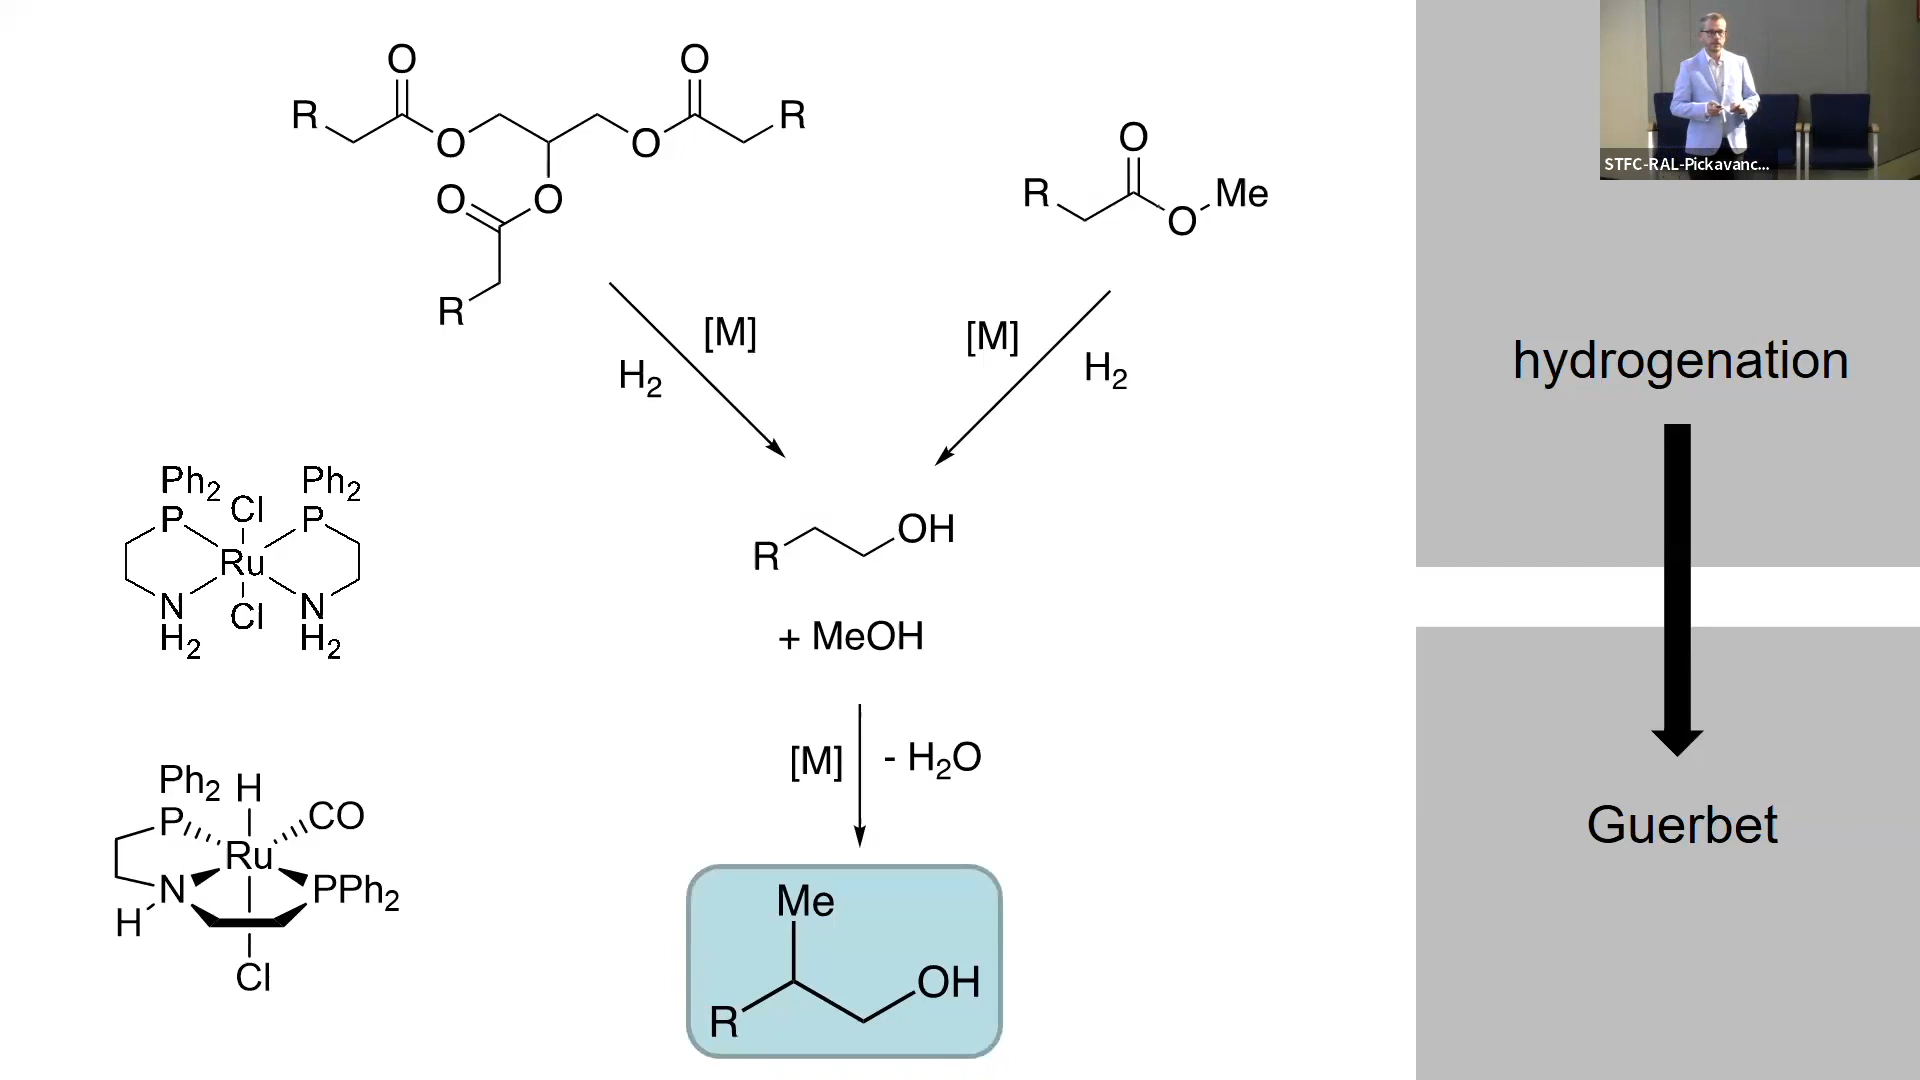 O
O
R
R
O
O
O
O
R
O
R
Me
O
[M]
H2
[M]
H2
STFC-RAL-Pickavanc...
hydrogenation
Ph2
Ph2
P
Cl
P
Ru
N
Cl
N
H2
H2
R
OH
+ MeOH
[M]
- H2O
Ph2
H
P
CO
Ru
N
PPh2
H
Cl
Guerbet
Me
OH
R